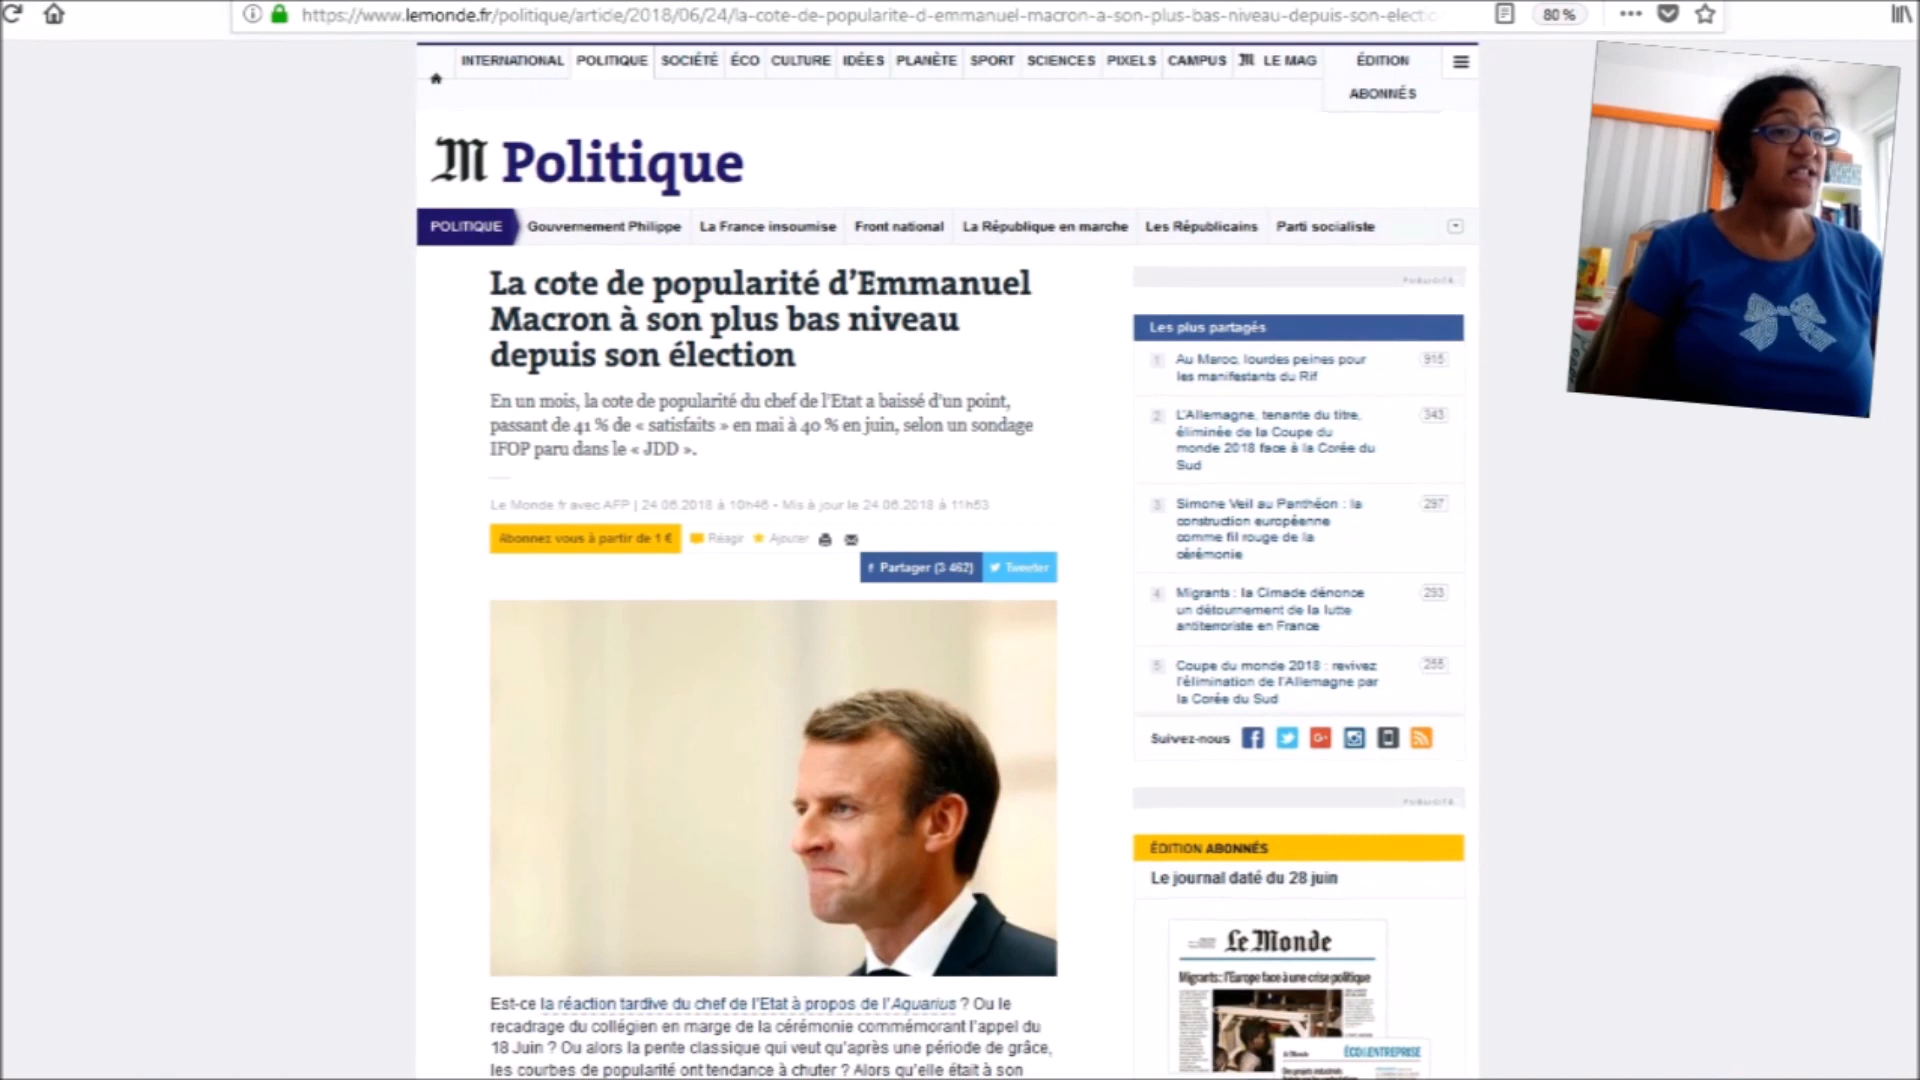 https://www.lemonde.fr/politique/article/2018/06/24/la-cote-de-popularite-d-emmanuel-macron-a-son-plus-bas-niveau-depuis-son-electi
80 %
INTERNATIONAL POLITIQUE SOCIÉTÉ ÉCO CULTURE IDÉES PLANÈTE SPORT SCIENCES PIXELS CAMPUS M LE MAG ÉDITION
ABONNÉS
M Politique
POLITIQUE Gouvernement Philippe La France insoumise Front national La République en marche Les Républicains Parti socialiste
La cote de popularité d’Emmanuel
Macron à son plus bas niveau
depuis son élection
En un mois, la cote de popularité du chef de l’Etat a baissé d’un point,
passant de 41 % de « satisfaits » en mai à 40 % en juin, selon un sondage
IFOP paru dans le « JDD ».
Le Monde.fr avec AFP | 24.06.2018 à 10h46 • Mis à jour le 24.06.2018 à 11h53
Abonnez vous à partir de 1 € Réagir Ajouter
Partager (3 462) Tweeter
Est-ce la réaction tardive du chef de l’Etat à propos de l’Aquarius ? Ou le
recadrage du collégien en marge de la cérémonie commémorant l’appel du
18 Juin ? Ou alors la pente classique qui veut qu’après une période de grâce,
les courbes de popularité ont tendance à chuter ? Alors qu’elle était à son
PUBLICITÉ
Les plus partagés
1 Au Maroc, lourdes peines pour 915
les manifestants du Rif
2 L’Allemagne, tenante du titre, 343
éliminée de la Coupe du
monde 2018 face à la Corée du
Sud
3 Simone Veil au Panthéon : la 297
construction européenne
comme fil rouge de la
cérémonie
4 Migrants : la Cimade dénonce 293
un détournement de la lutte
antiterroriste en France
5 Coupe du monde 2018 : revivez 255
l’élimination de l’Allemagne par
la Corée du Sud
Suivez-nous
PUBLICITÉ
ÉDITION ABONNÉS
Le journal daté du 28 juin
Le Monde
Migrants : l’Europe face à une crise politique
Le Monde ÉCO&ENTREPRISE